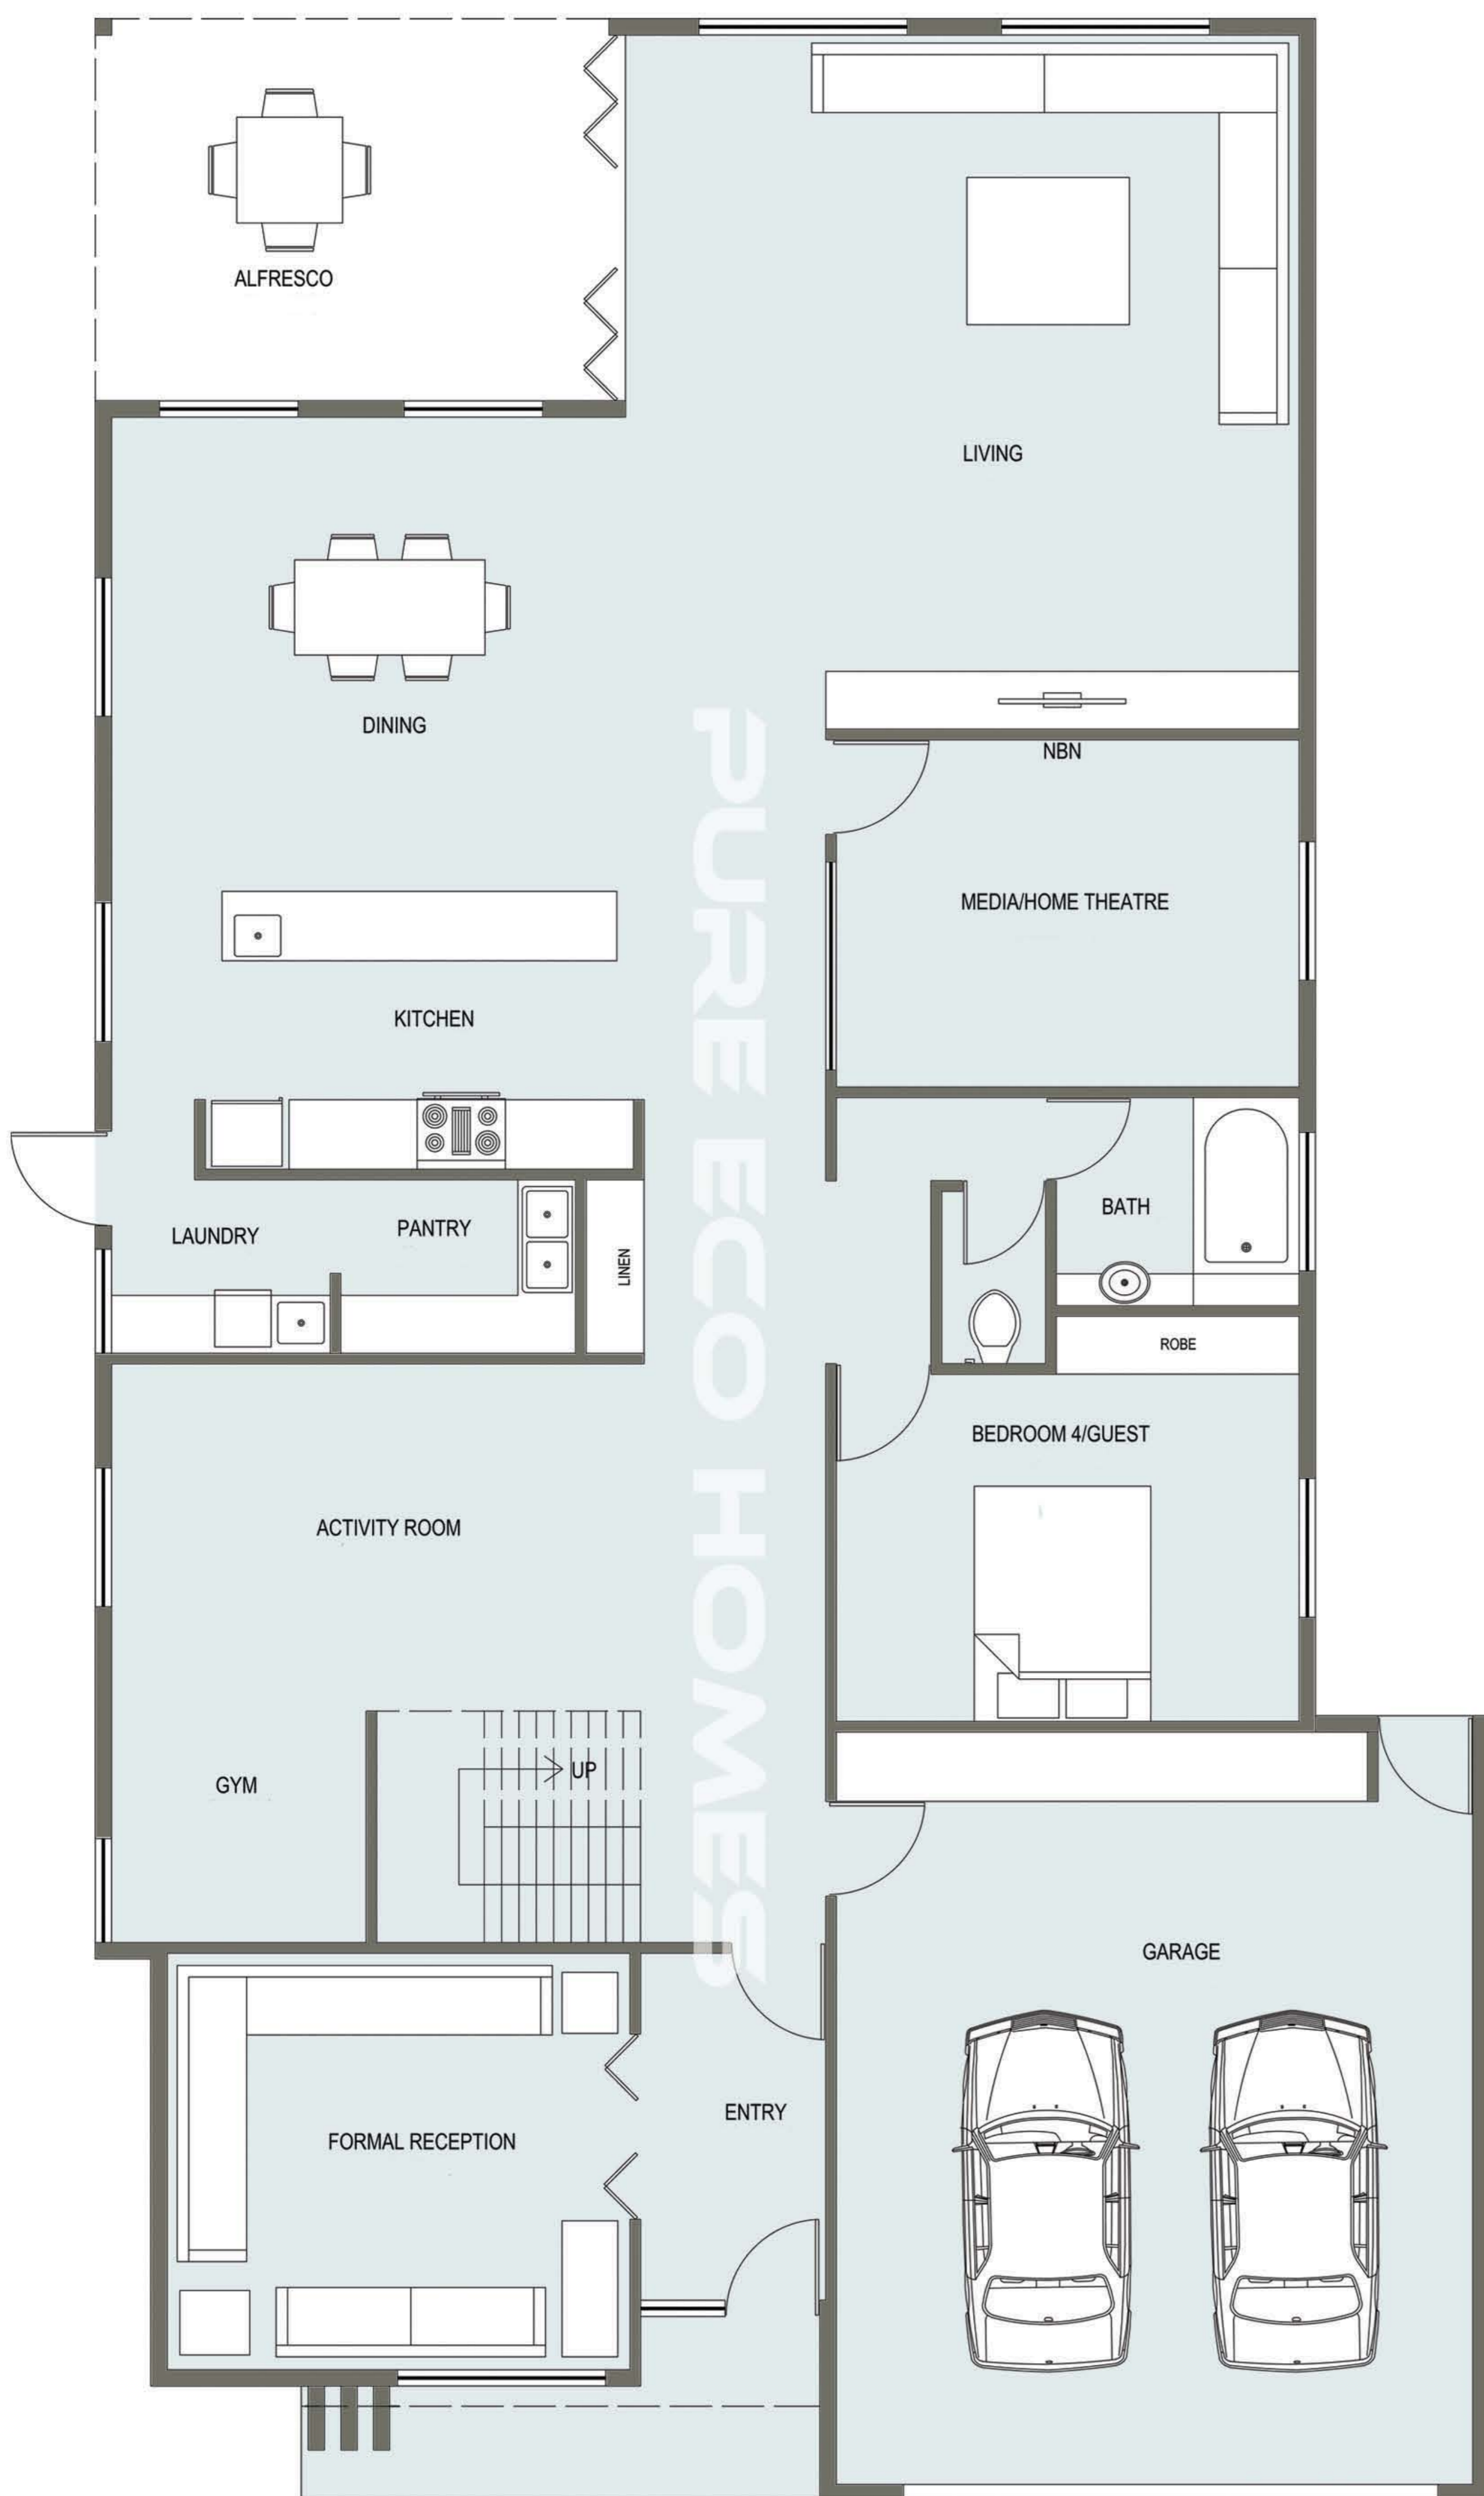 ALFRESCO
LIVING
DINING
NBN
MEDIA/HOME THEATRE
KITCHEN
LAUNDRY
PANTRY
LINEN
BATH
ROBE
BEDROOM 4/GUEST
ACTIVITY ROOM
GYM
UP
GARAGE
ENTRY
FORMAL RECEPTION
PURE ECO HOMES